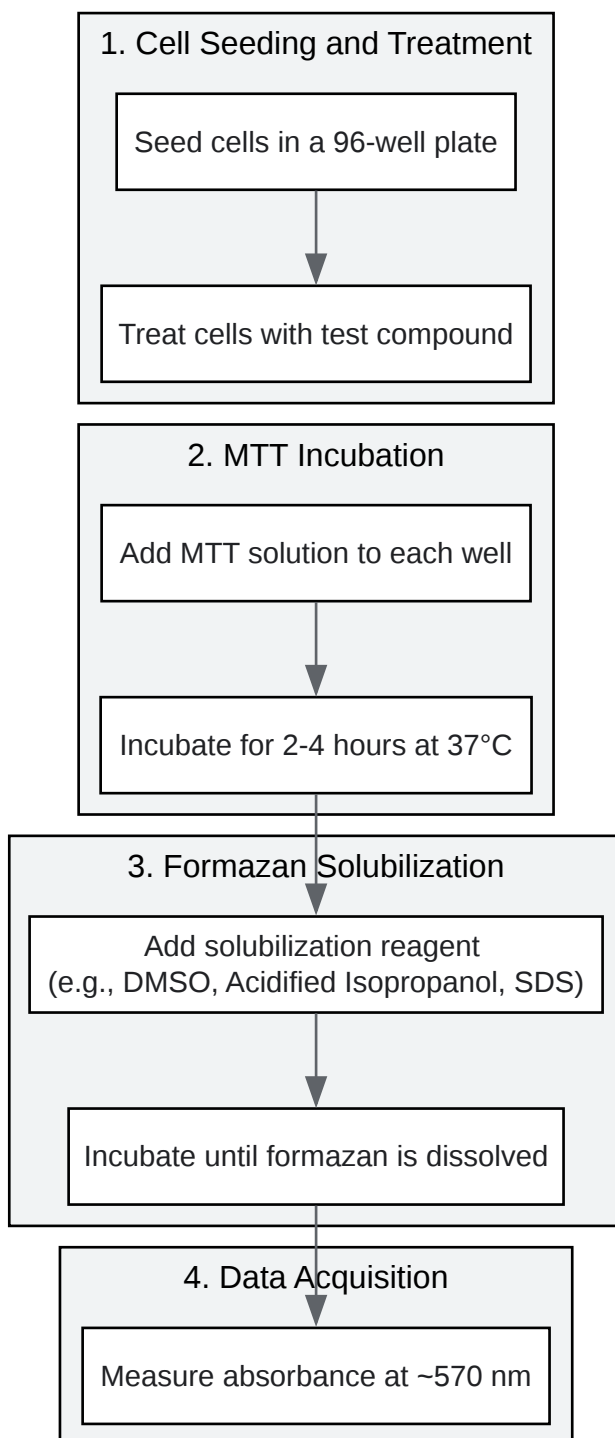 1. Cell Seeding and Treatment
Seed cells in a 96-well plate
Treat cells with test compound
2. MTT Incubation
Add MTT solution to each well
Incubate for 2-4 hours at 37°C
3. Formazan Solubilization
Add solubilization reagent
(e.g., DMSO, Acidified Isopropanol, SDS)
Incubate until formazan is dissolved
4. Data Acquisition
Measure absorbance at ~570 nm